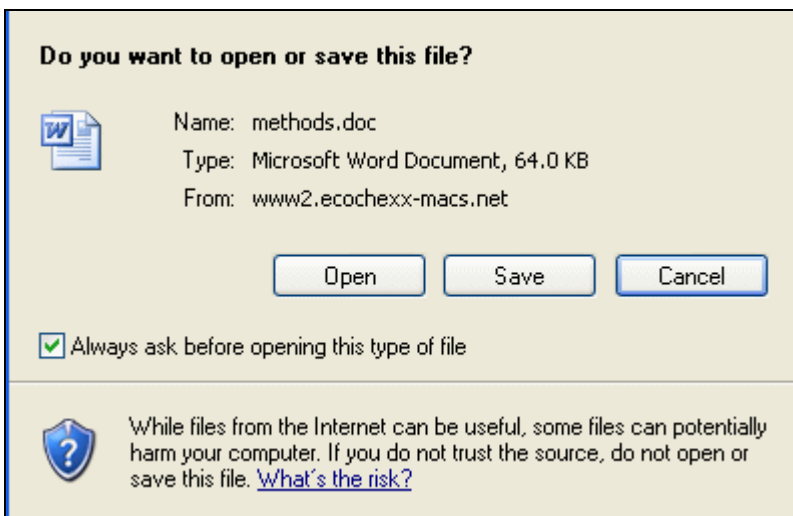 Do you want to open or save this file?
Name: methods.doc
Type: Microsoft Word Document, 64.0 KB
From: www2.ecochexx-macs.net
Open Save Cancel
Always ask before opening this type of file
While files from the Internet can be useful, some files can potentially
harm your computer. If you do not trust the source, do not open or
save this file. What's the risk?